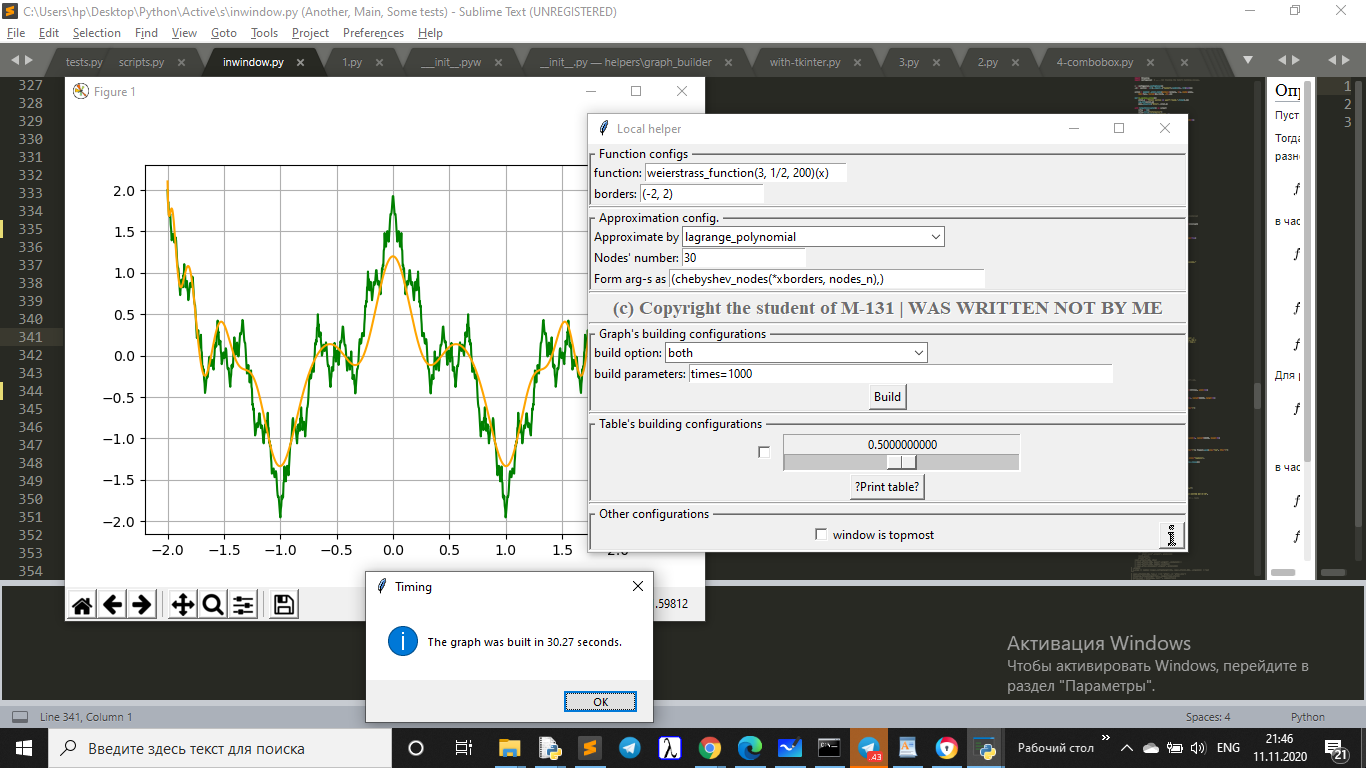 C:\Users\hp\Desktop\Python\Active\s\inwindow.py (Another, Main, Some tests) - Sublime Text (UNREGISTERED)
File Edit Selection Find View Goto Tools Project Preferences Help
tests.py scripts.py inwindow.py 1.py __init__.pyw __init__.py — helpers\graph_builder with-tkinter.py 3.py 2.py 4-combobox.py
327
328
329
330
331
332
333
334
335
336
337
338
339
340
341
342
343
344
345
346
347
348
349
350
351
352
353
354
Figure 1
2.0
1.5
1.0
0.5
0.0
−0.5
−1.0
−1.5
−2.0
−2.0 −1.5 −1.0 −0.5 0.0 0.5 1.0 1.5 2.0
.59812
Local helper
Function configs
function: weierstrass_function(3, 1/2, 200)(x)
borders: (-2, 2)
Approximation config.
Approximate by lagrange_polynomial
Nodes' number: 30
Form arg-s as (chebyshev_nodes(*xborders, nodes_n),)
(c) Copyright the student of M-131 | WAS WRITTEN NOT BY ME
Graph's building configurations
build option: both
build parameters: times=1000
Build
Table's building configurations
0.5000000000
?Print table?
Other configurations
window is topmost
i
Опр
Пуст
Тогда
разн
f
в час
f
f
f
Для р
f
f
в час
f
f
f
1
2
3
Timing
The graph was built in 30.27 seconds.
OK
Активация Windows
Чтобы активировать Windows, перейдите в
раздел "Параметры".
Line 341, Column 1 Spaces: 4 Python
Введите здесь текст для поиска
.43
Рабочий стол
ENG
21:46
11.11.2020
21